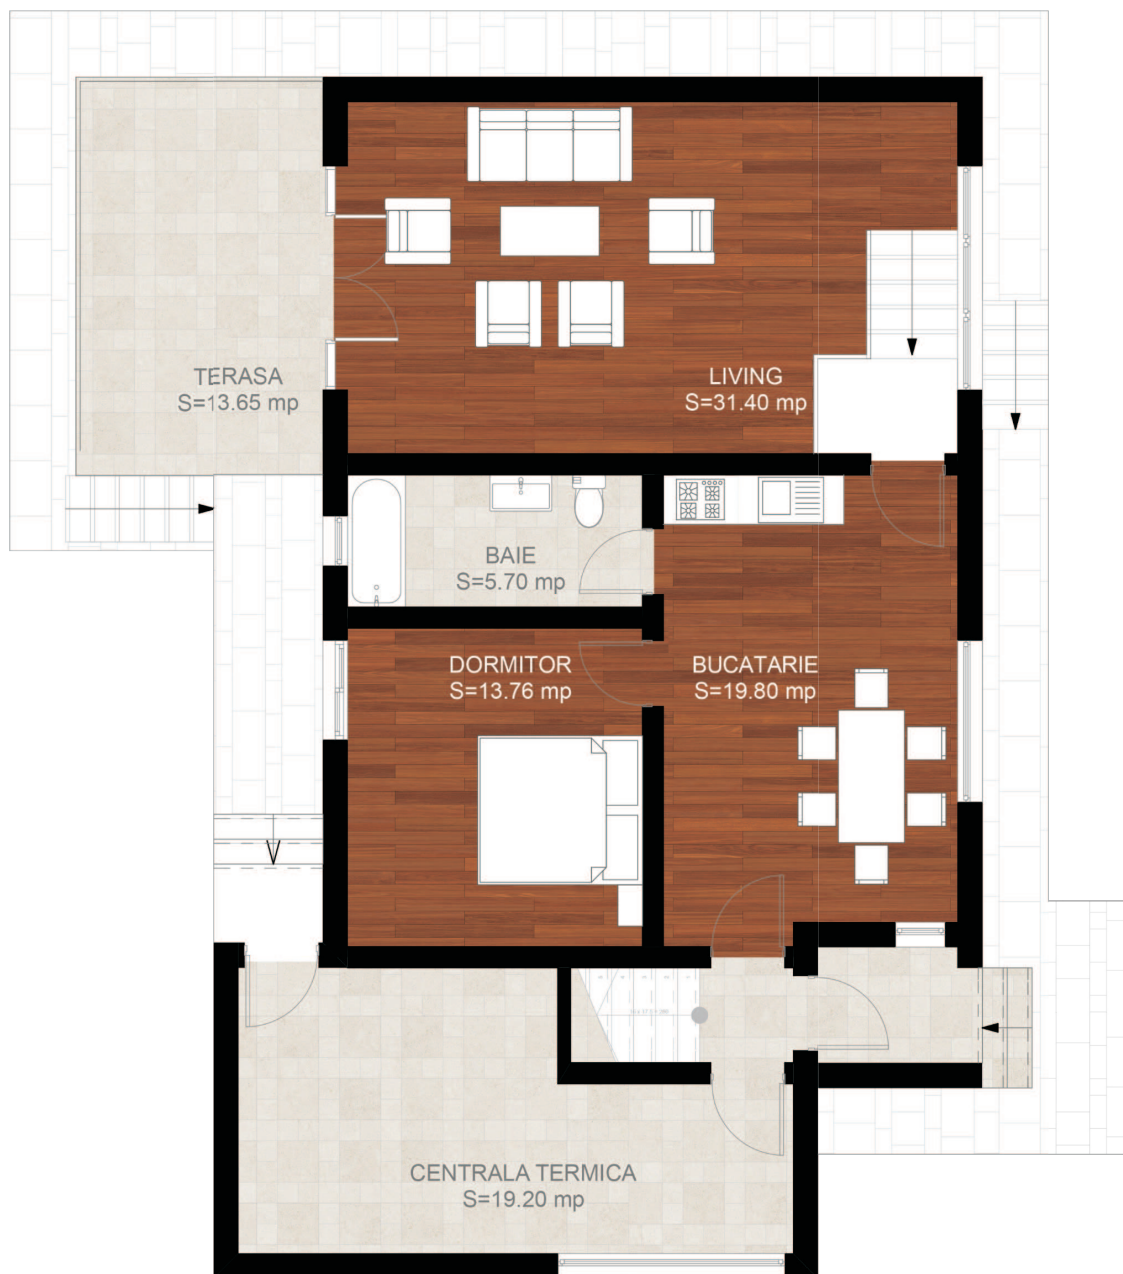 TERASA
S=13.65 mp
LIVING
S=31.40 mp
BAIE
S=5.70 mp
DORMITOR
S=13.76 mp
BUCATARIE
S=19.80 mp
CENTRALA TERMICA
S=19.20 mp